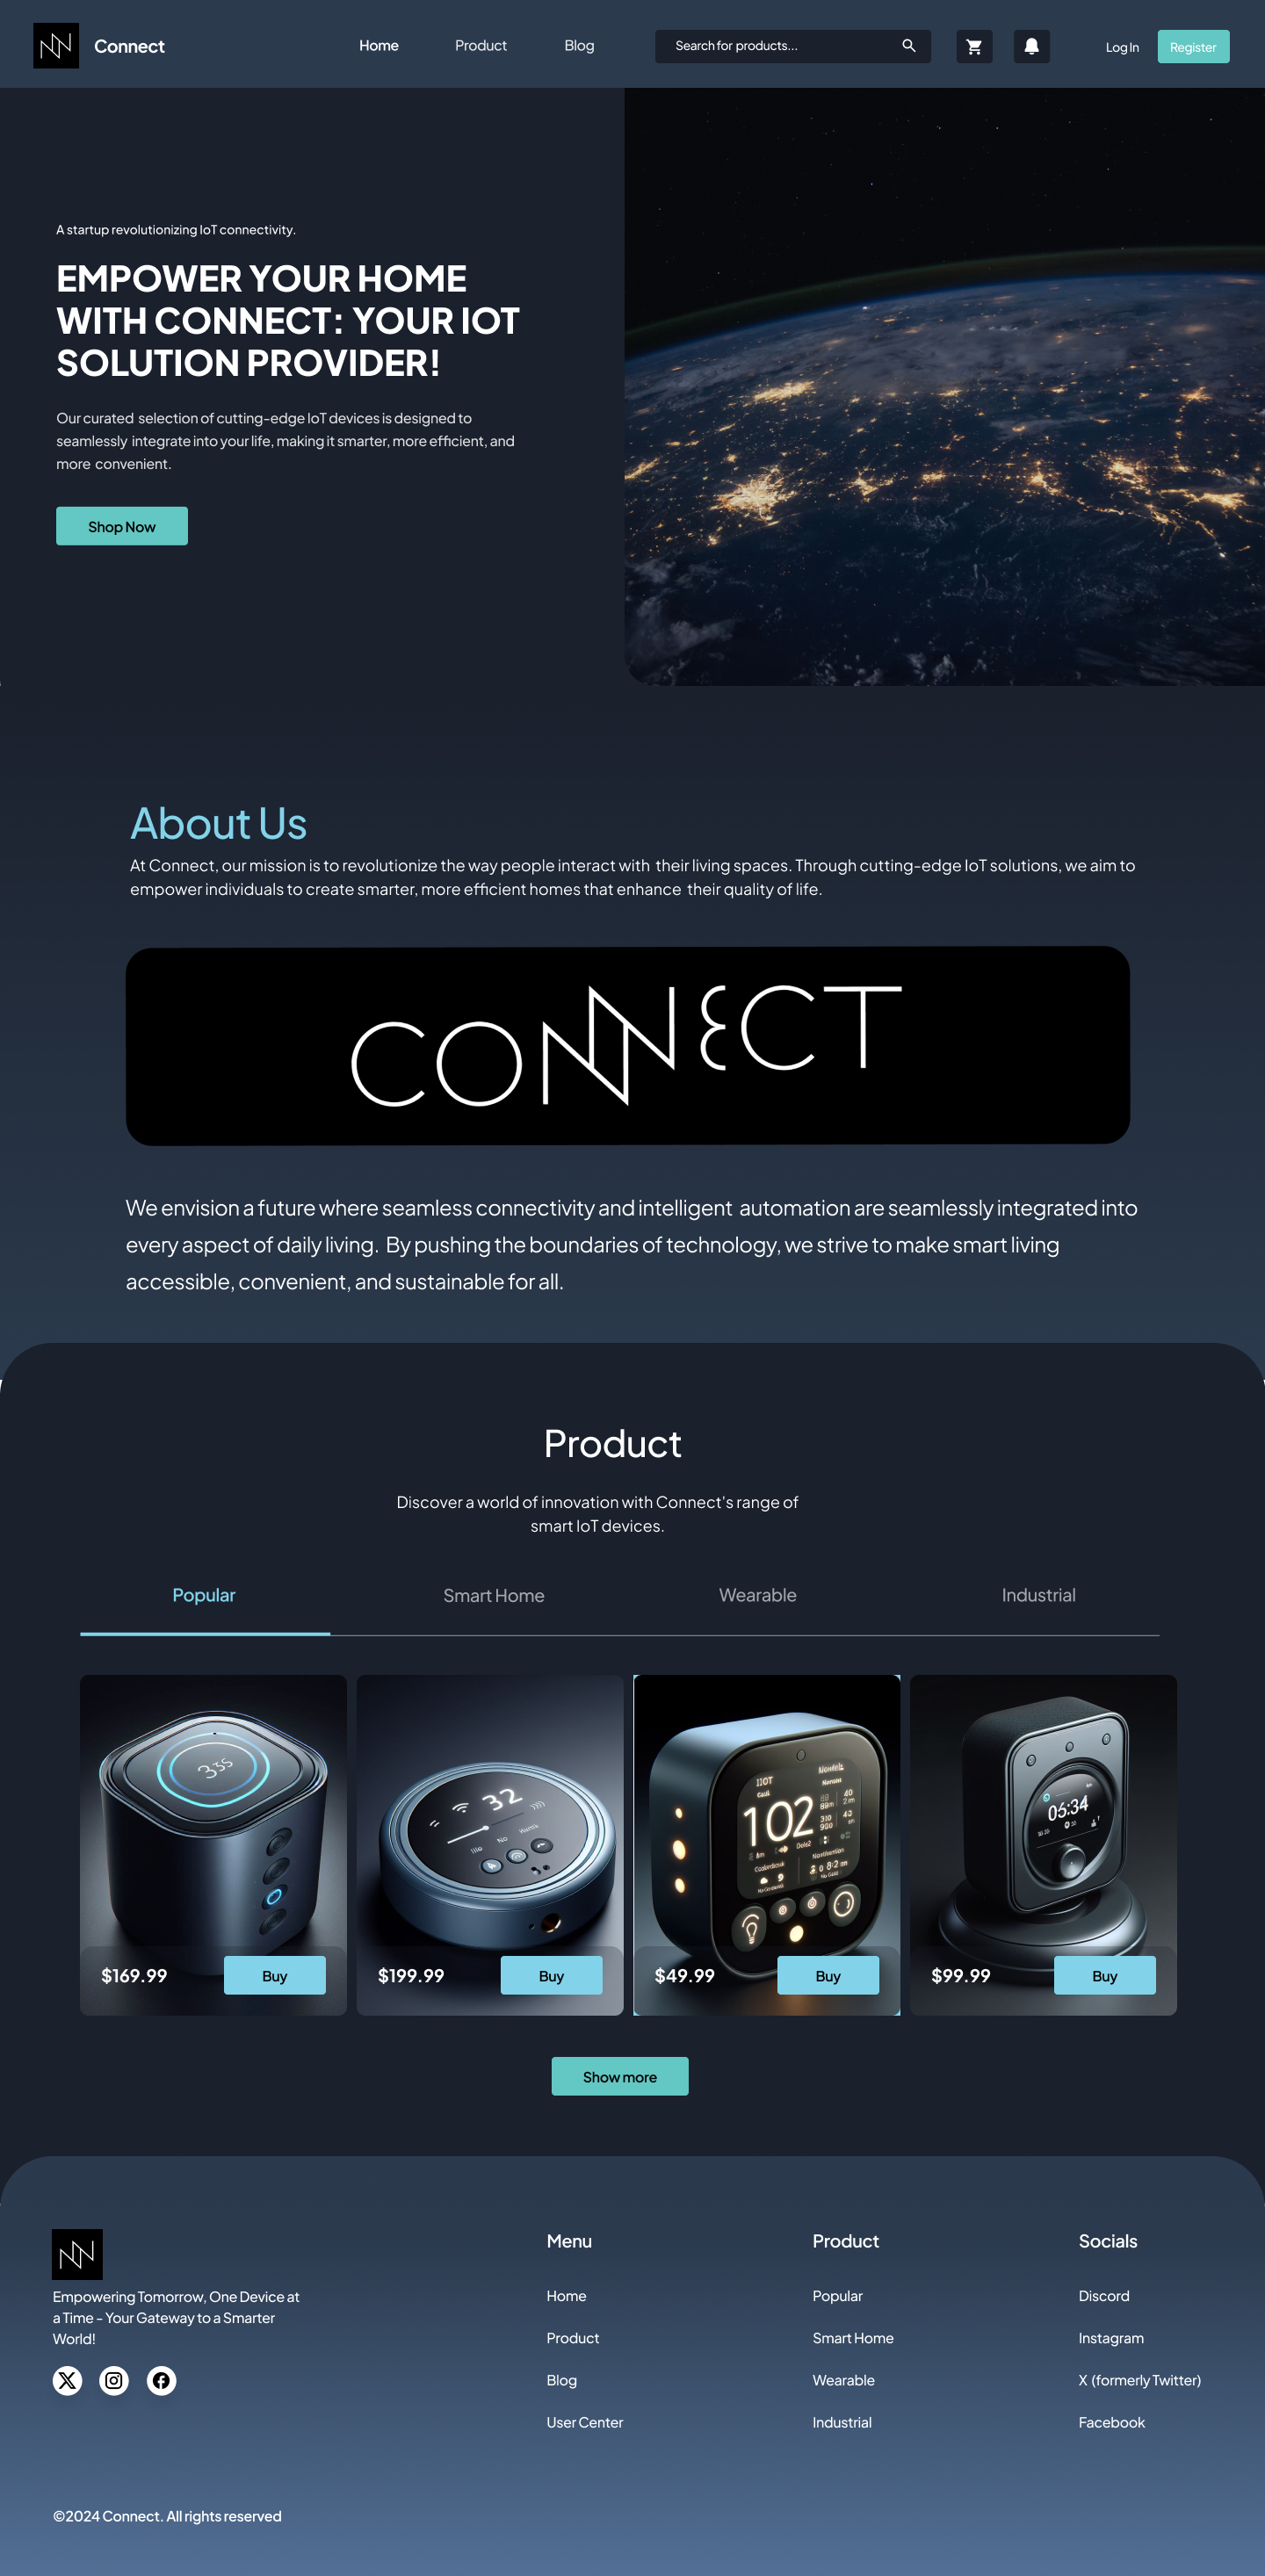 Connect
Home
Product
Blog
Search for products...
Log In
Register
A startup revolutionizing IoT connectivity.
EMPOWER YOUR HOME
WITH CONNECT: YOUR IOT
SOLUTION PROVIDER!
Our curated selection of cutting-edge IoT devices is designed to
seamlessly integrate into your life, making it smarter, more efficient, and
more convenient.
Shop Now
About Us
At Connect, our mission is to revolutionize the way people interact with their living spaces. Through cutting-edge IoT solutions, we aim to
empower individuals to create smarter, more efficient homes that enhance their quality of life.
CONNECT
We envision a future where seamless connectivity and intelligent automation are seamlessly integrated into
every aspect of daily living. By pushing the boundaries of technology, we strive to make smart living
accessible, convenient, and sustainable for all.
Product
Discover a world of innovation with Connect's range of
smart IoT devices.
Popular
Smart Home
Wearable
Industrial
32
102
05:34
$169.99
Buy
$199.99
Buy
$49.99
Buy
$99.99
Buy
Show more
Empowering Tomorrow, One Device at
a Time - Your Gateway to a Smarter
World!
Menu
Home
Product
Blog
User Center
Product
Popular
Smart Home
Wearable
Industrial
Socials
Discord
Instagram
X (formerly Twitter)
Facebook
©2024 Connect. All rights reserved